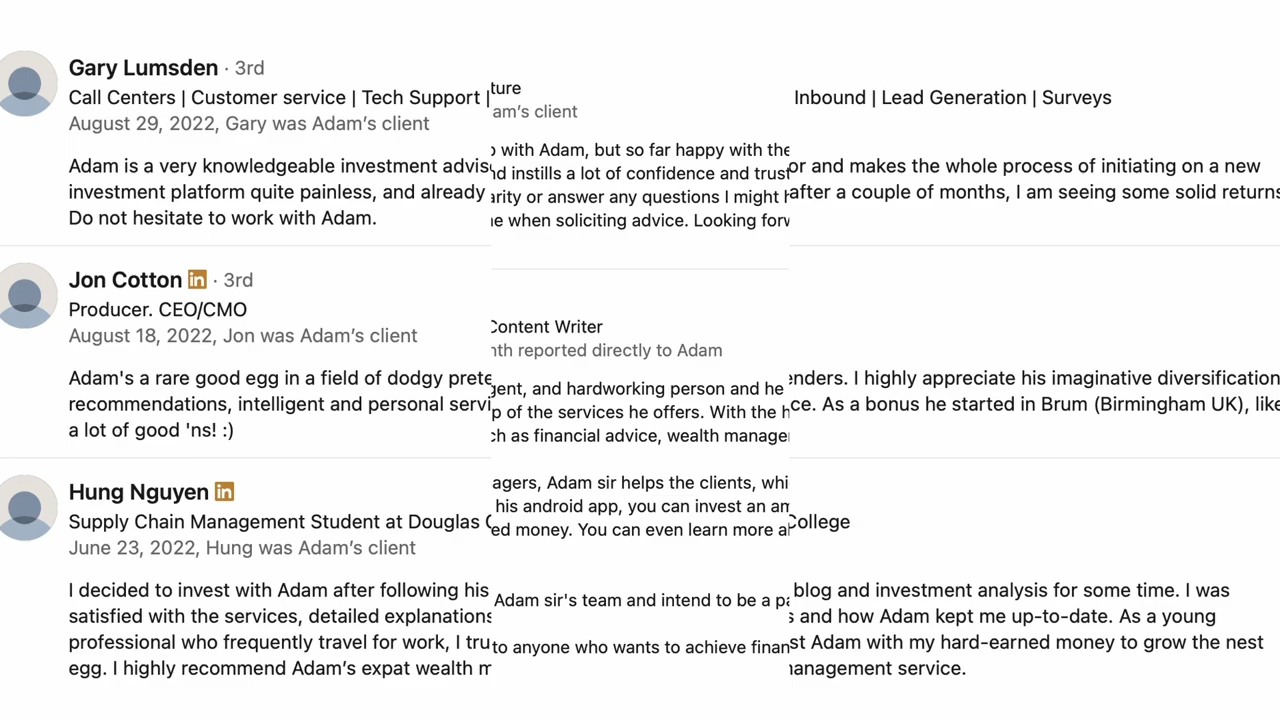 Gary Lumsden · 3rd
Call Centers | Customer service | Tech Support |
August 29, 2022, Gary was Adam’s client
Adam is a very knowledgeable investment advis
investment platform quite painless, and already
Do not hesitate to work with Adam.
Jon Cotton in · 3rd
Producer. CEO/CMO
August 18, 2022, Jon was Adam’s client
Adam's a rare good egg in a field of dodgy prete
recommendations, intelligent and personal servi
a lot of good 'ns! :)
Hung Nguyen in
Supply Chain Management Student at Douglas
June 23, 2022, Hung was Adam’s client
I decided to invest with Adam after following his
satisfied with the services, detailed explanations
professional who frequently travel for work, I tru
egg. I highly recommend Adam’s expat wealth m
ture
am’s client
with Adam, but so far happy with the
nd instills a lot of confidence and trust
arity or answer any questions I might h
e when soliciting advice. Looking forw
Content Writer
nth reported directly to Adam
gent, and hardworking person and he
p of the services he offers. With the h
ch as financial advice, wealth manage
agers, Adam sir helps the clients, whi
his android app, you can invest an am
ed money. You can even learn more a
Adam sir's team and intend to be a pa
to anyone who wants to achieve finan
Inbound | Lead Generation | Surveys
or and makes the whole process of initiating on a new
after a couple of months, I am seeing some solid returns
enders. I highly appreciate his imaginative diversification
ce. As a bonus he started in Brum (Birmingham UK), like
College
blog and investment analysis for some time. I was
s and how Adam kept me up-to-date. As a young
st Adam with my hard-earned money to grow the nest
anagement service.